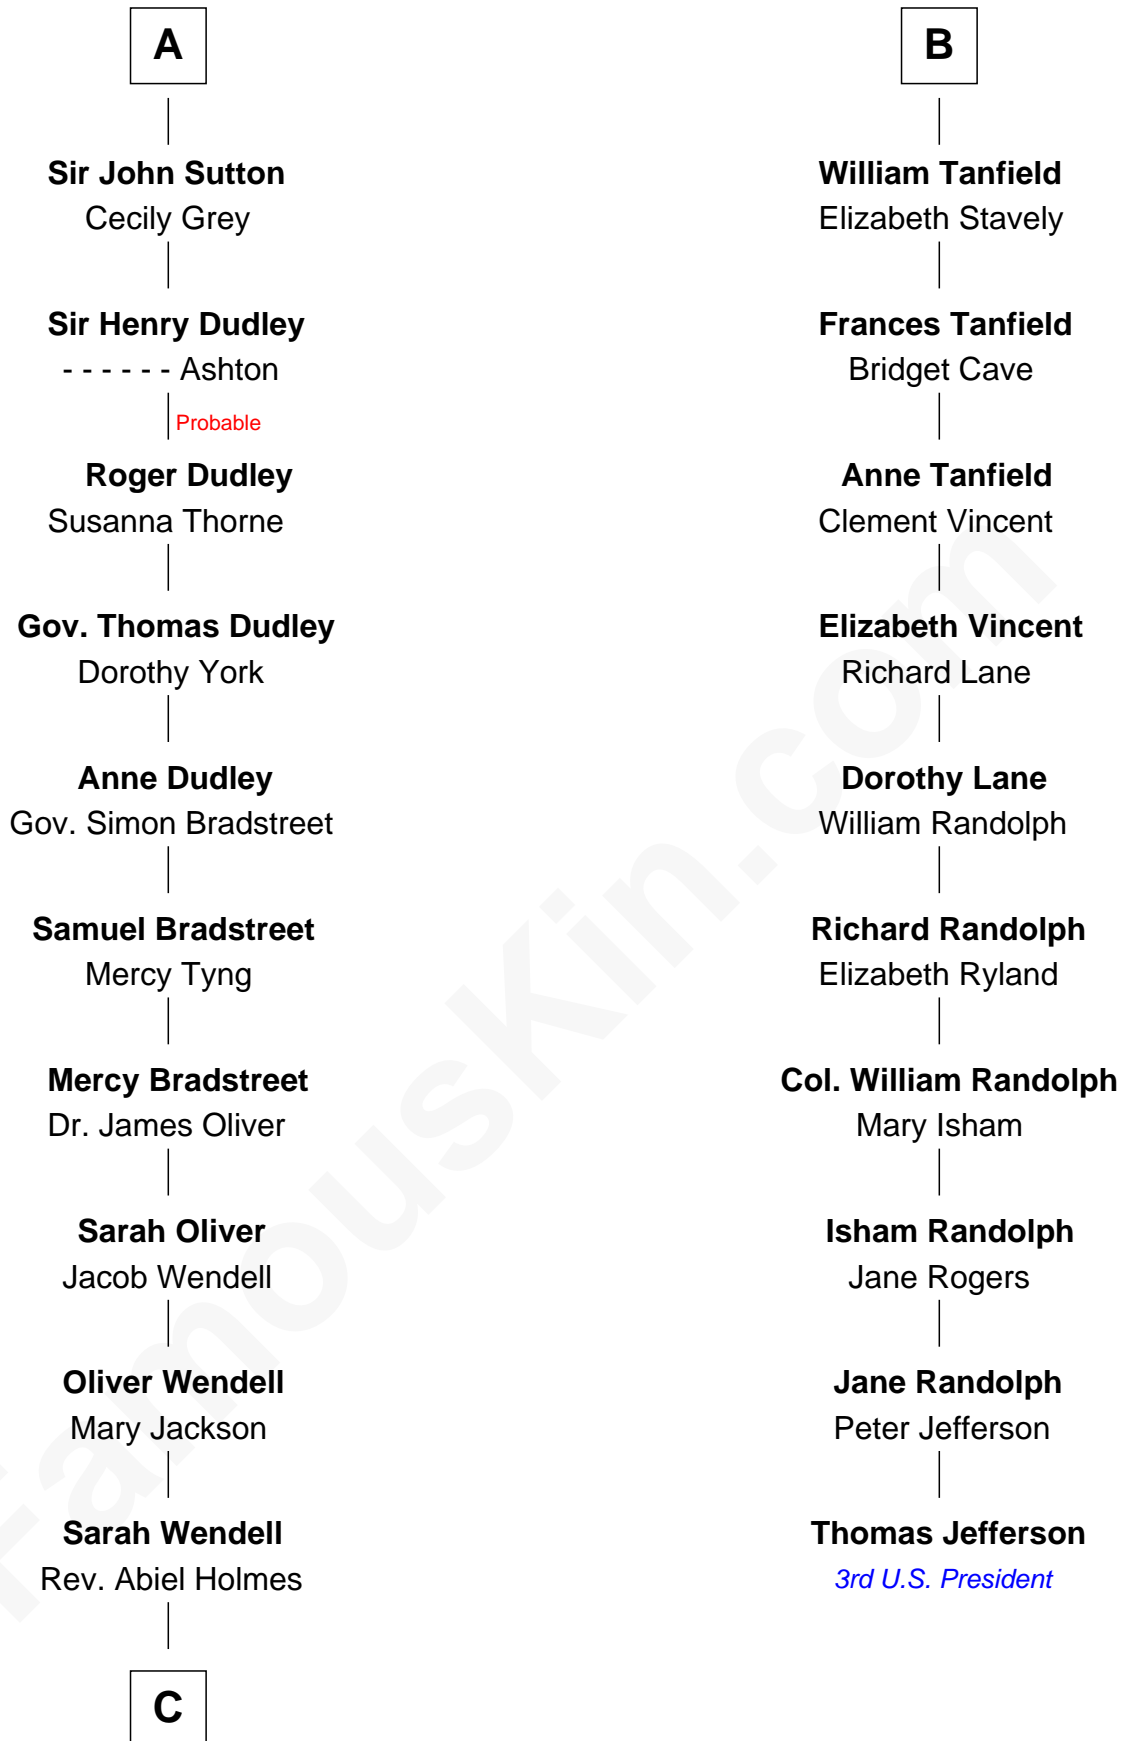 A
Sir John Sutton
Cecily Grey
Sir Henry Dudley
- - - - - - Ashton
Probable
Roger Dudley
Susanna Thorne
Gov. Thomas Dudley
Dorothy York
Anne Dudley
Gov. Simon Bradstreet
Samuel Bradstreet
Mercy Tyng
Mercy Bradstreet
Dr. James Oliver
Sarah Oliver
Jacob Wendell
Oliver Wendell
Mary Jackson
Sarah Wendell
Rev. Abiel Holmes
C
B
William Tanfield
Elizabeth Stavely
Frances Tanfield
Bridget Cave
Anne Tanfield
Clement Vincent
Elizabeth Vincent
Richard Lane
Dorothy Lane
William Randolph
Richard Randolph
Elizabeth Ryland
Col. William Randolph
Mary Isham
Isham Randolph
Jane Rogers
Jane Randolph
Peter Jefferson
Thomas Jefferson
3rd U.S. President
FamousKin.com